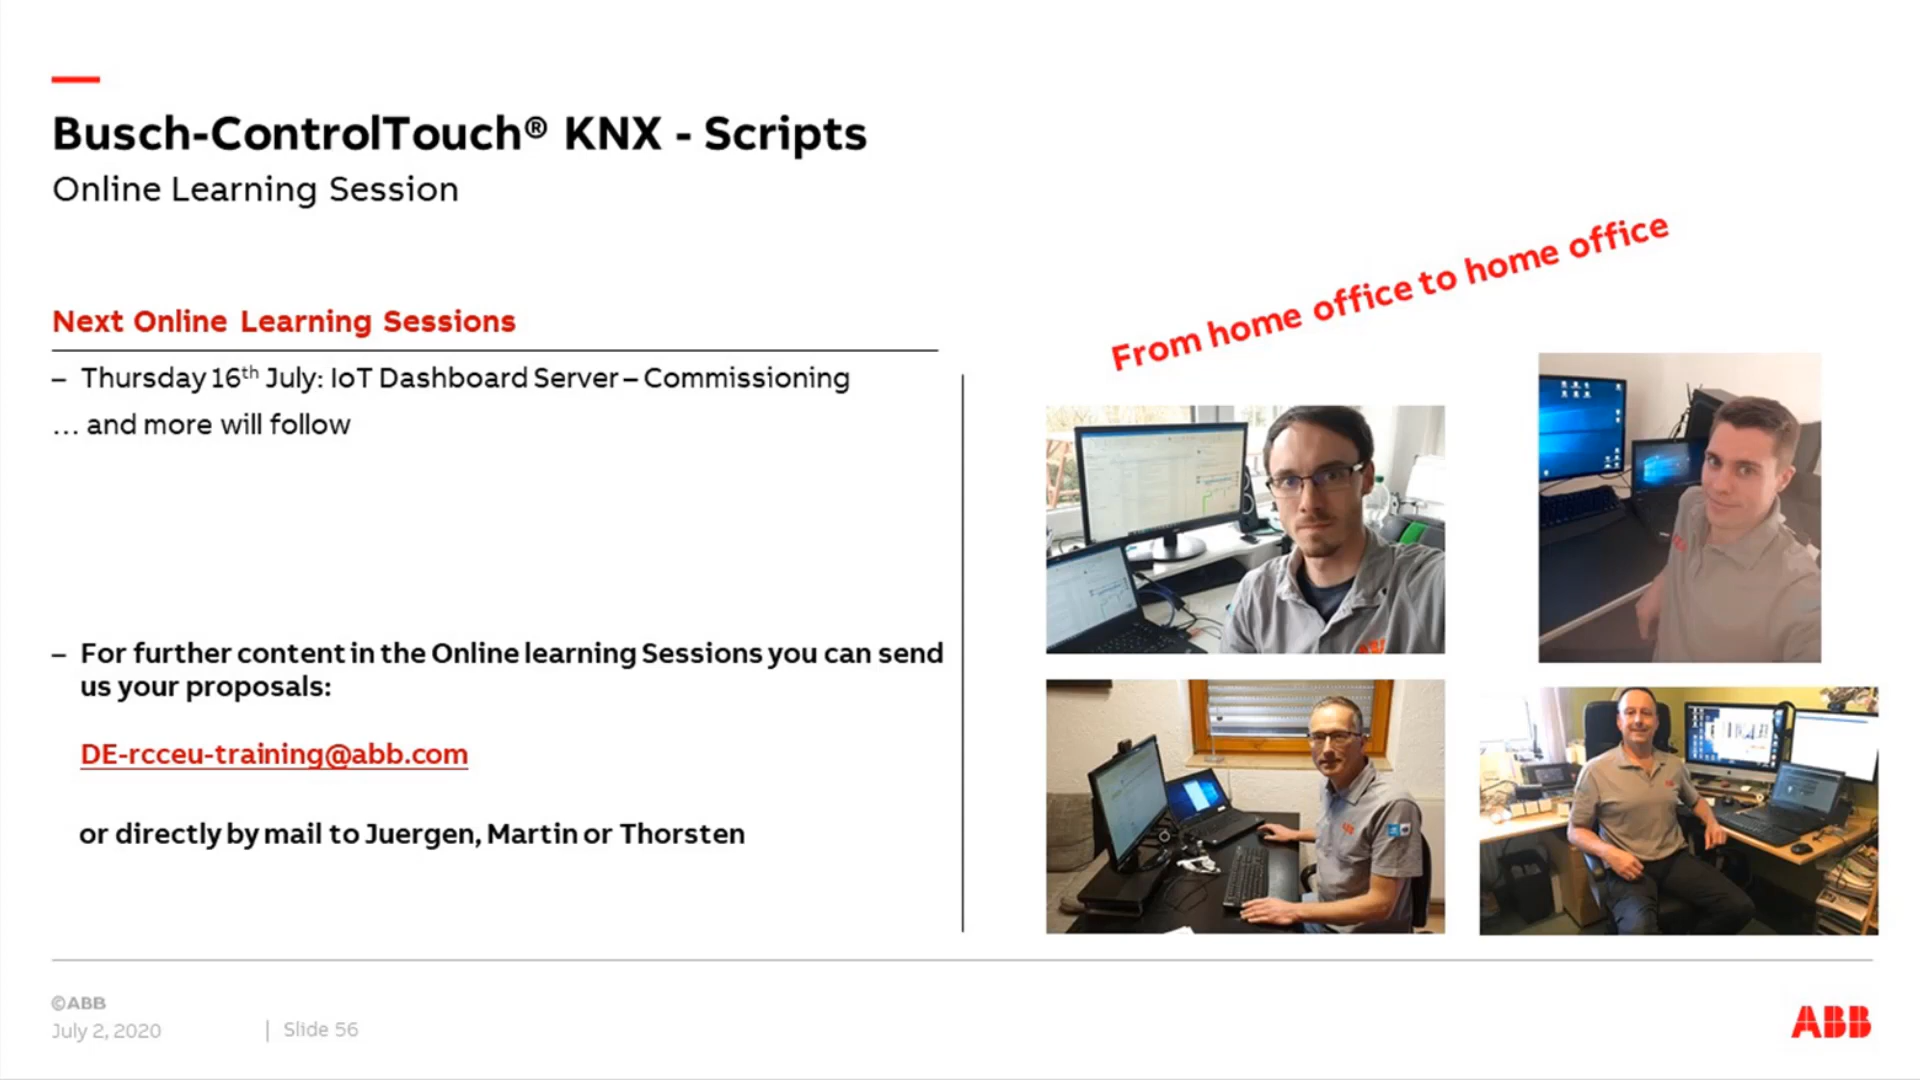 Busch-ControlTouch® KNX - Scripts
Online Learning Session
From home office to home office
Next Online Learning Sessions
– Thursday 16th July: IoT Dashboard Server – Commissioning
... and more will follow
– For further content in the Online learning Sessions you can send
us your proposals:
DE-rcceu-training@abb.com
or directly by mail to Juergen, Martin or Thorsten
©ABB
July 2, 2020 | Slide 56
ABB